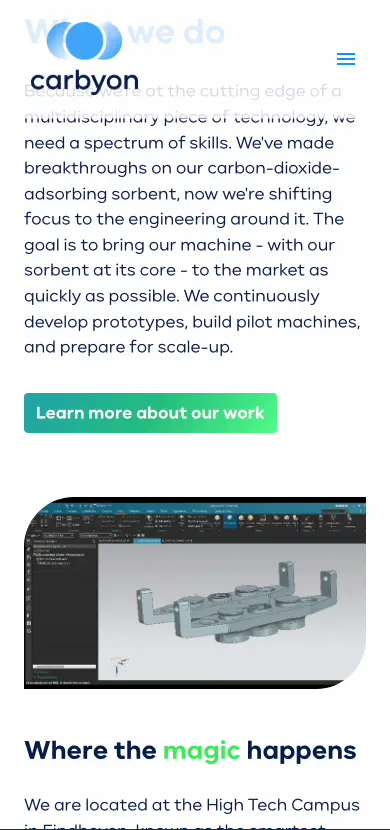 What we do
carbyon
Because we're at the cutting edge of a
multidisciplinary piece of technology, we
need a spectrum of skills. We've made
breakthroughs on our carbon-dioxide-
adsorbing sorbent, now we're shifting
focus to the engineering around it. The
goal is to bring our machine - with our
sorbent at its core - to the market as
quickly as possible. We continuously
develop prototypes, build pilot machines,
and prepare for scale-up.
Learn more about our work
Where the magic happens
We are located at the High Tech Campus
in Eindhoven, known as the smartest